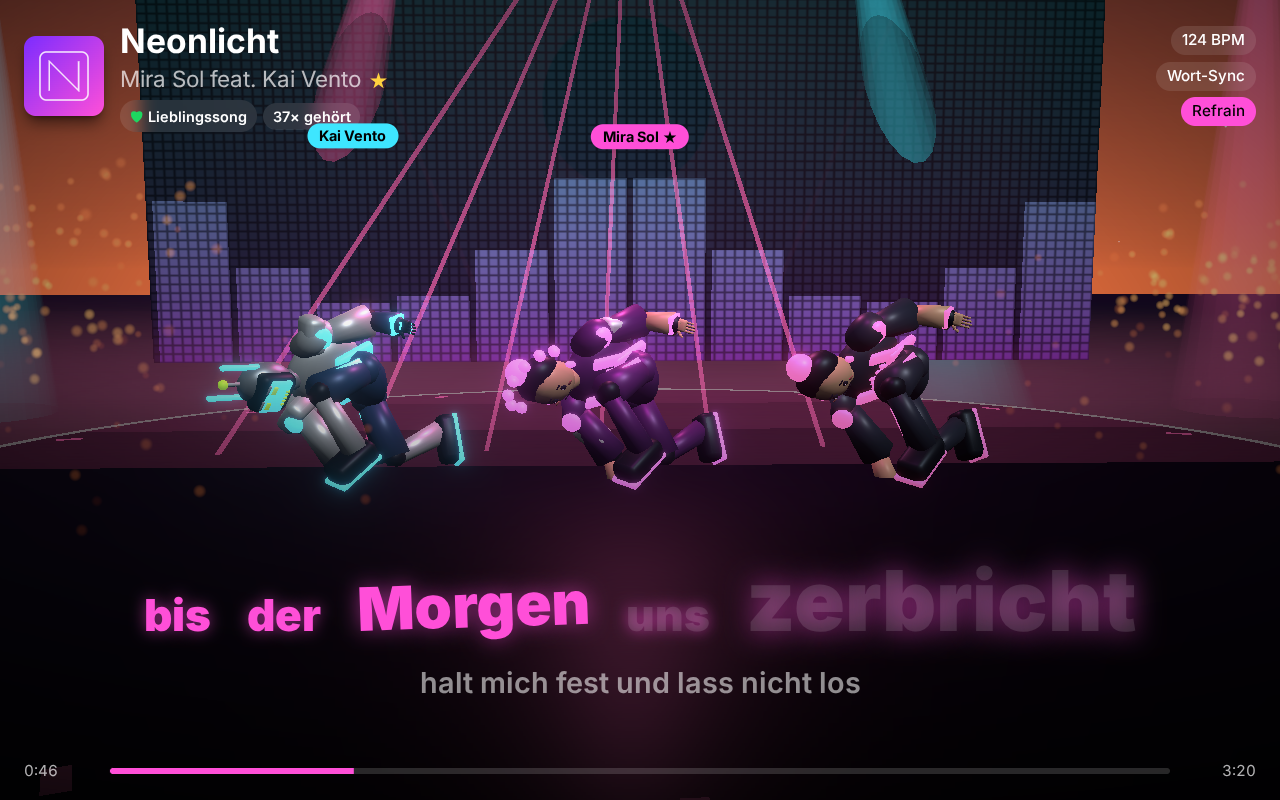 N
Neonlicht
Mira Sol feat. Kai Vento ★
Lieblingssong
37× gehört
124 BPM
Wort-Sync
Refrain
Kai Vento
Mira Sol ★
bis der Morgen uns zerbricht
halt mich fest und lass nicht los
0:46
3:20